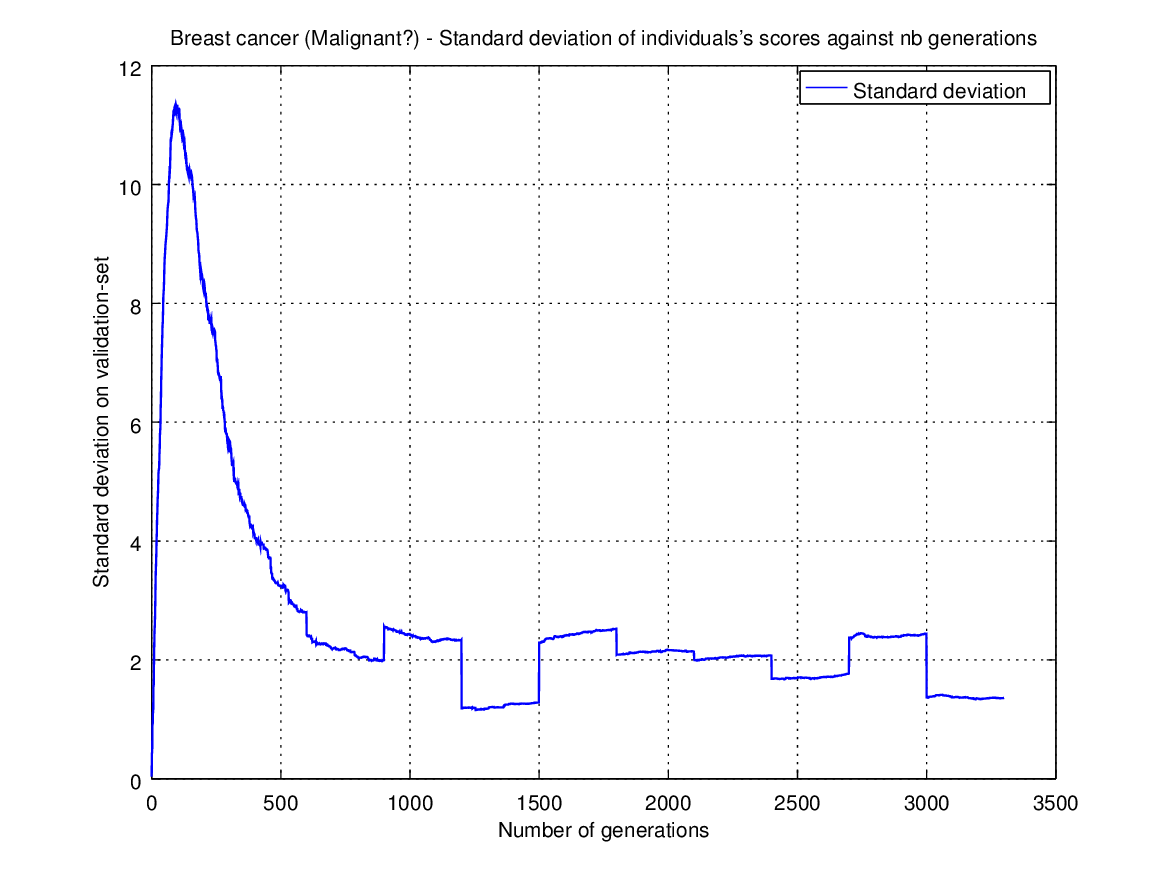 Breast cancer (Malignant?) - Standard deviation of individuals's scores against nb generations
12
Standard deviation
10
8
6
4
2
0
Standard deviation on validation-set
0 500 1000 1500 2000 2500 3000 3500
Number of generations